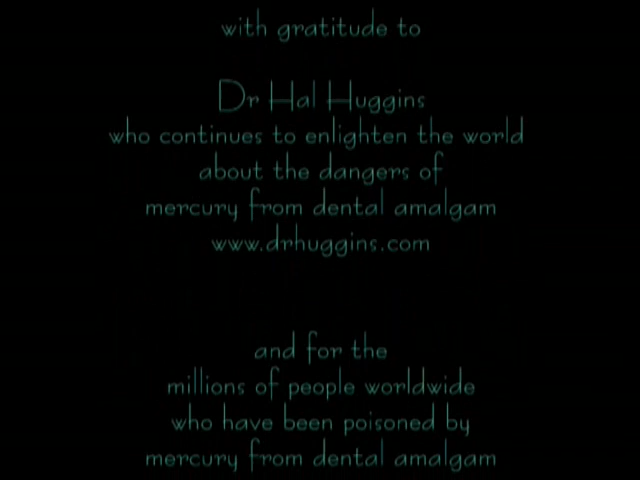 with gratitude to
Dr Hal Huggins
who continues to enlighten the world
about the dangers of
mercury from dental amalgam
www.drhuggins.com
and for the
millions of people worldwide
who have been poisoned by
mercury from dental amalgam